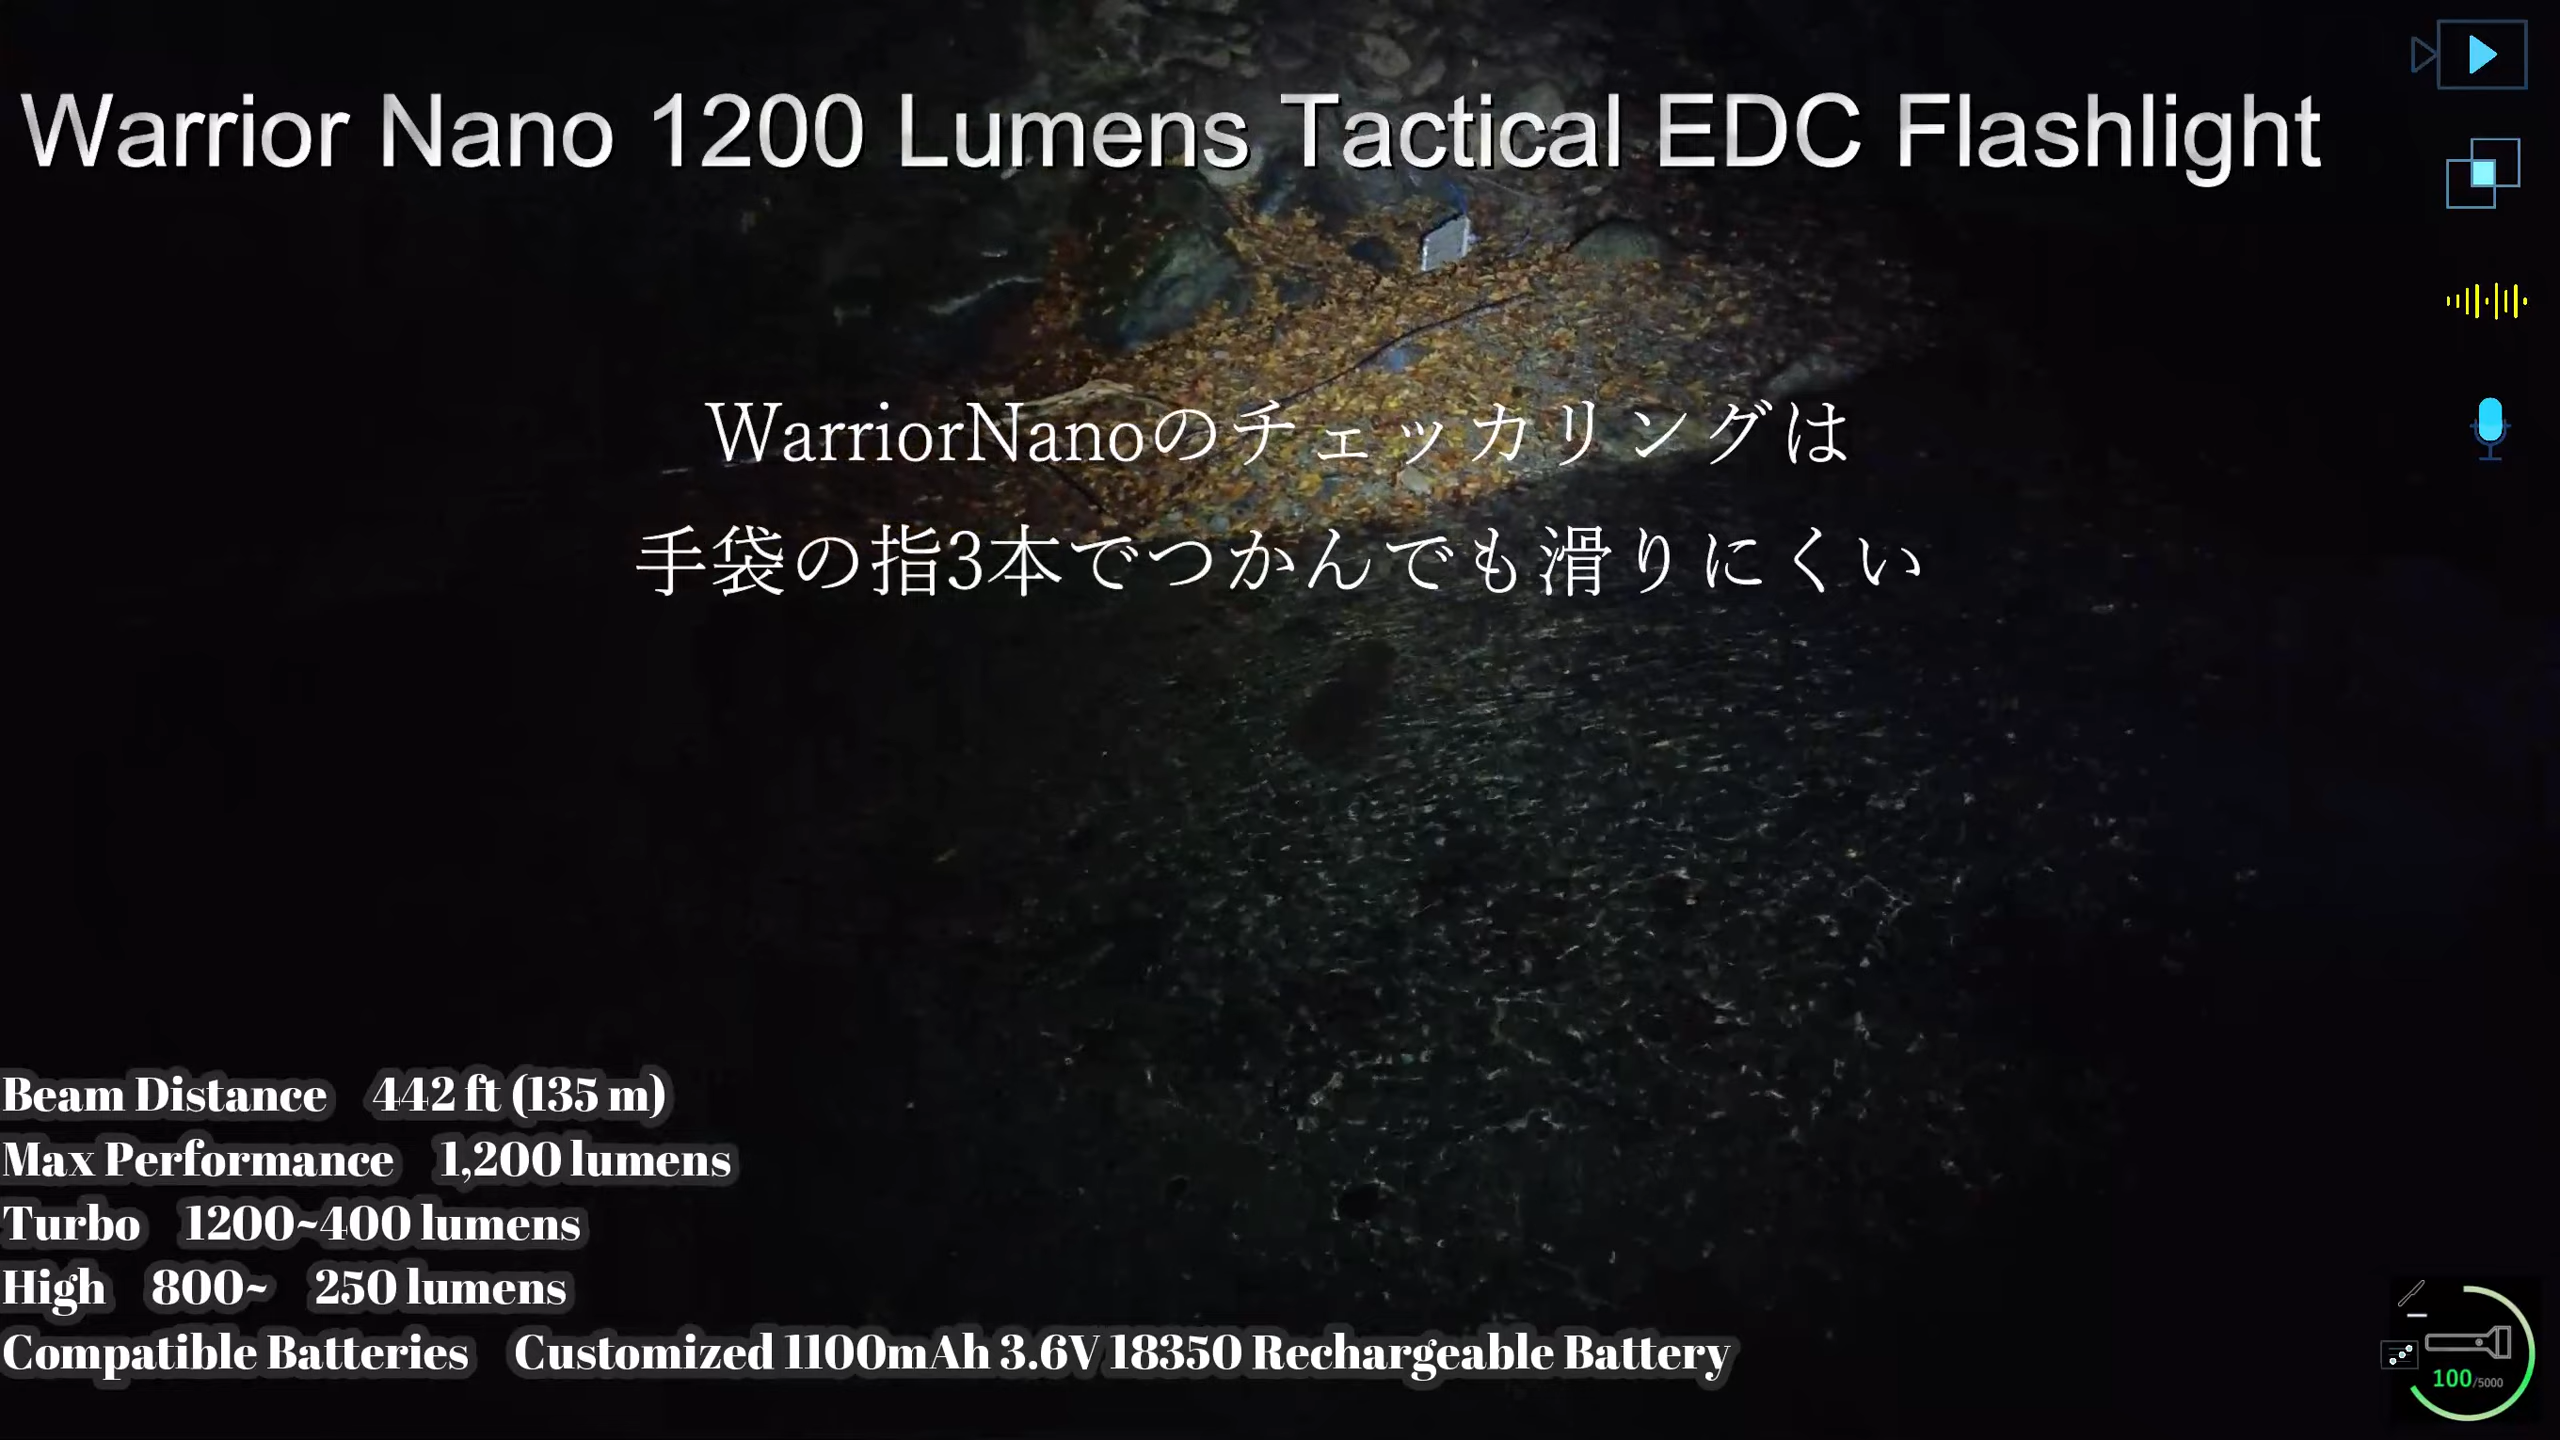 Warrior Nano 1200 Lumens Tactical EDC Flashlight
WarriorNanoのチェッカリングは
手袋の指3本でつかんでも滑りにくい
Beam Distance 442 ft (135 m)
Max Performance 1,200 lumens
Turbo 1200~400 lumens
High 800~ 250 lumens
Compatible Batteries Customized 1100mAh 3.6V 18350 Rechargeable Battery
100/5000